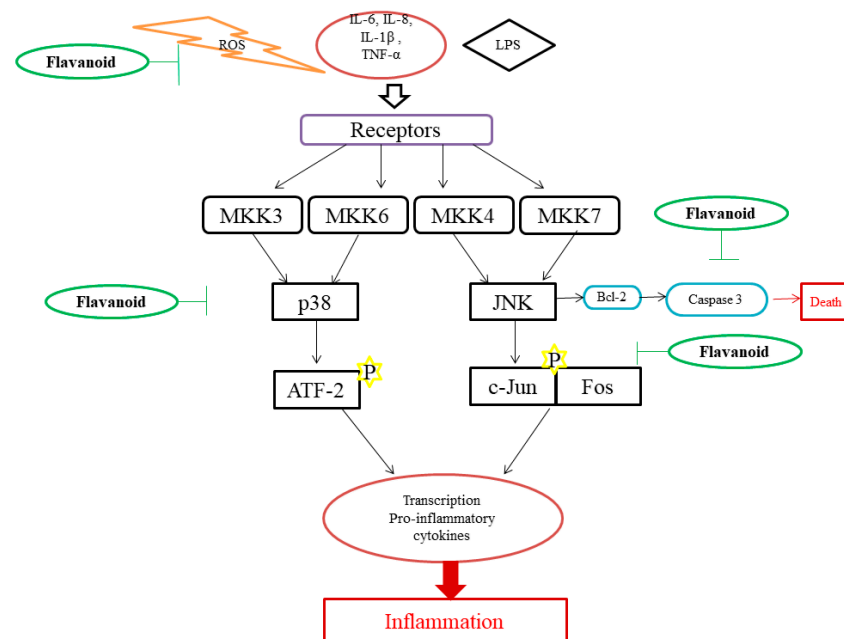 IL-6, IL-8,
IL-1β ,
TNF-α
ROS
LPS
Flavanoid
Receptors
MKK3
MKK6
MKK4
MKK7
Flavanoid
Flavanoid
p38
JNK
Bcl-2
Caspase 3
Death
Flavanoid
P
ATF-2
P
c-Jun
Fos
Transcription
Pro-inflammatory
cytokines
Inflammation